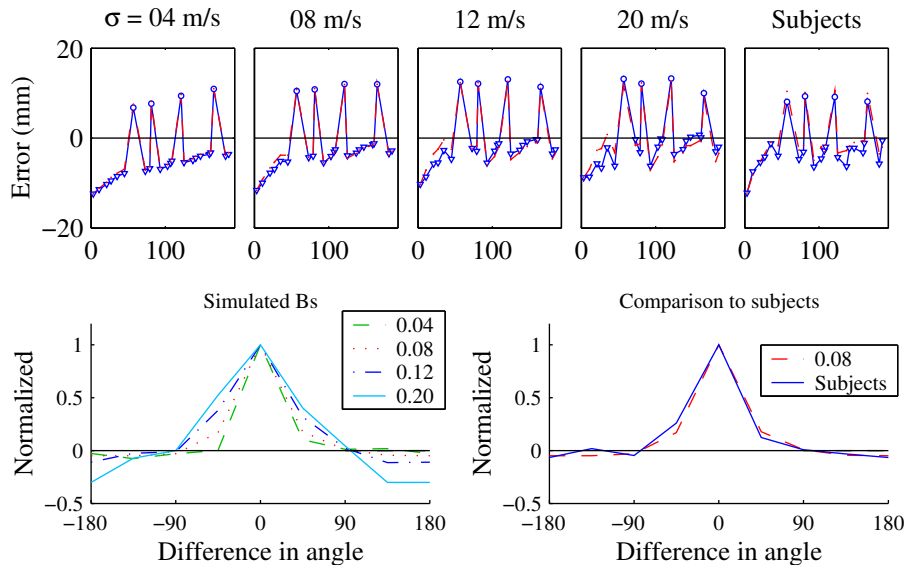 σ = 04 m/s
08 m/s
12 m/s
20 m/s
Subjects
Error (mm)
20
0
−20
0 100
0 100
0 100
0 100
0 100
Simulated Bs
Normalized
1
0.5
0
−0.5
−180 −90 0 90 180
Difference in angle
0.04
0.08
0.12
0.20
Comparison to subjects
Normalized
1
0.5
0
−0.5
−180 −90 0 90 180
Difference in angle
0.08
Subjects